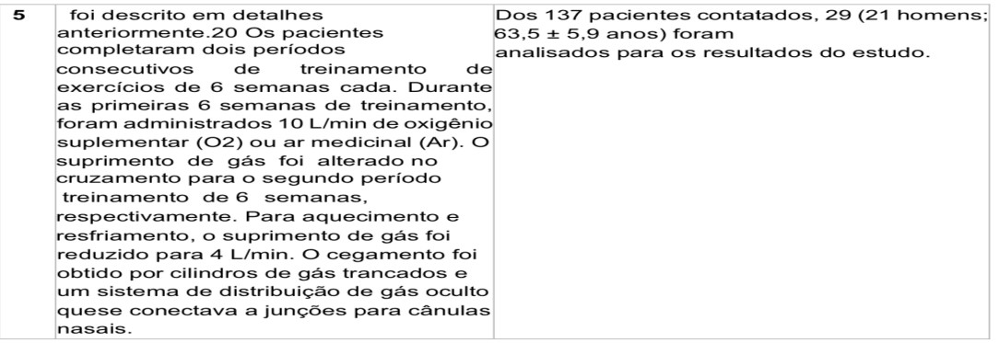 5
foi descrito em detalhes
anteriormente.20 Os pacientes
completaram dois períodos
consecutivos de treinamento de
exercícios de 6 semanas cada. Durante
as primeiras 6 semanas de treinamento,
foram administrados 10 L/min de oxigênio
suplementar (O2) ou ar medicinal (Ar). O
suprimento de gás foi alterado no
cruzamento para o segundo período
treinamento de 6 semanas,
respectivamente. Para aquecimento e
resfriamento, o suprimento de gás foi
reduzido para 4 L/min. O cegamento foi
obtido por cilindros de gás trancados e
um sistema de distribuição de gás oculto
quese conectava a junções para cânulas
nasais.
Dos 137 pacientes contatados, 29 (21 homens;
63,5 ± 5,9 anos) foram
analisados para os resultados do estudo.